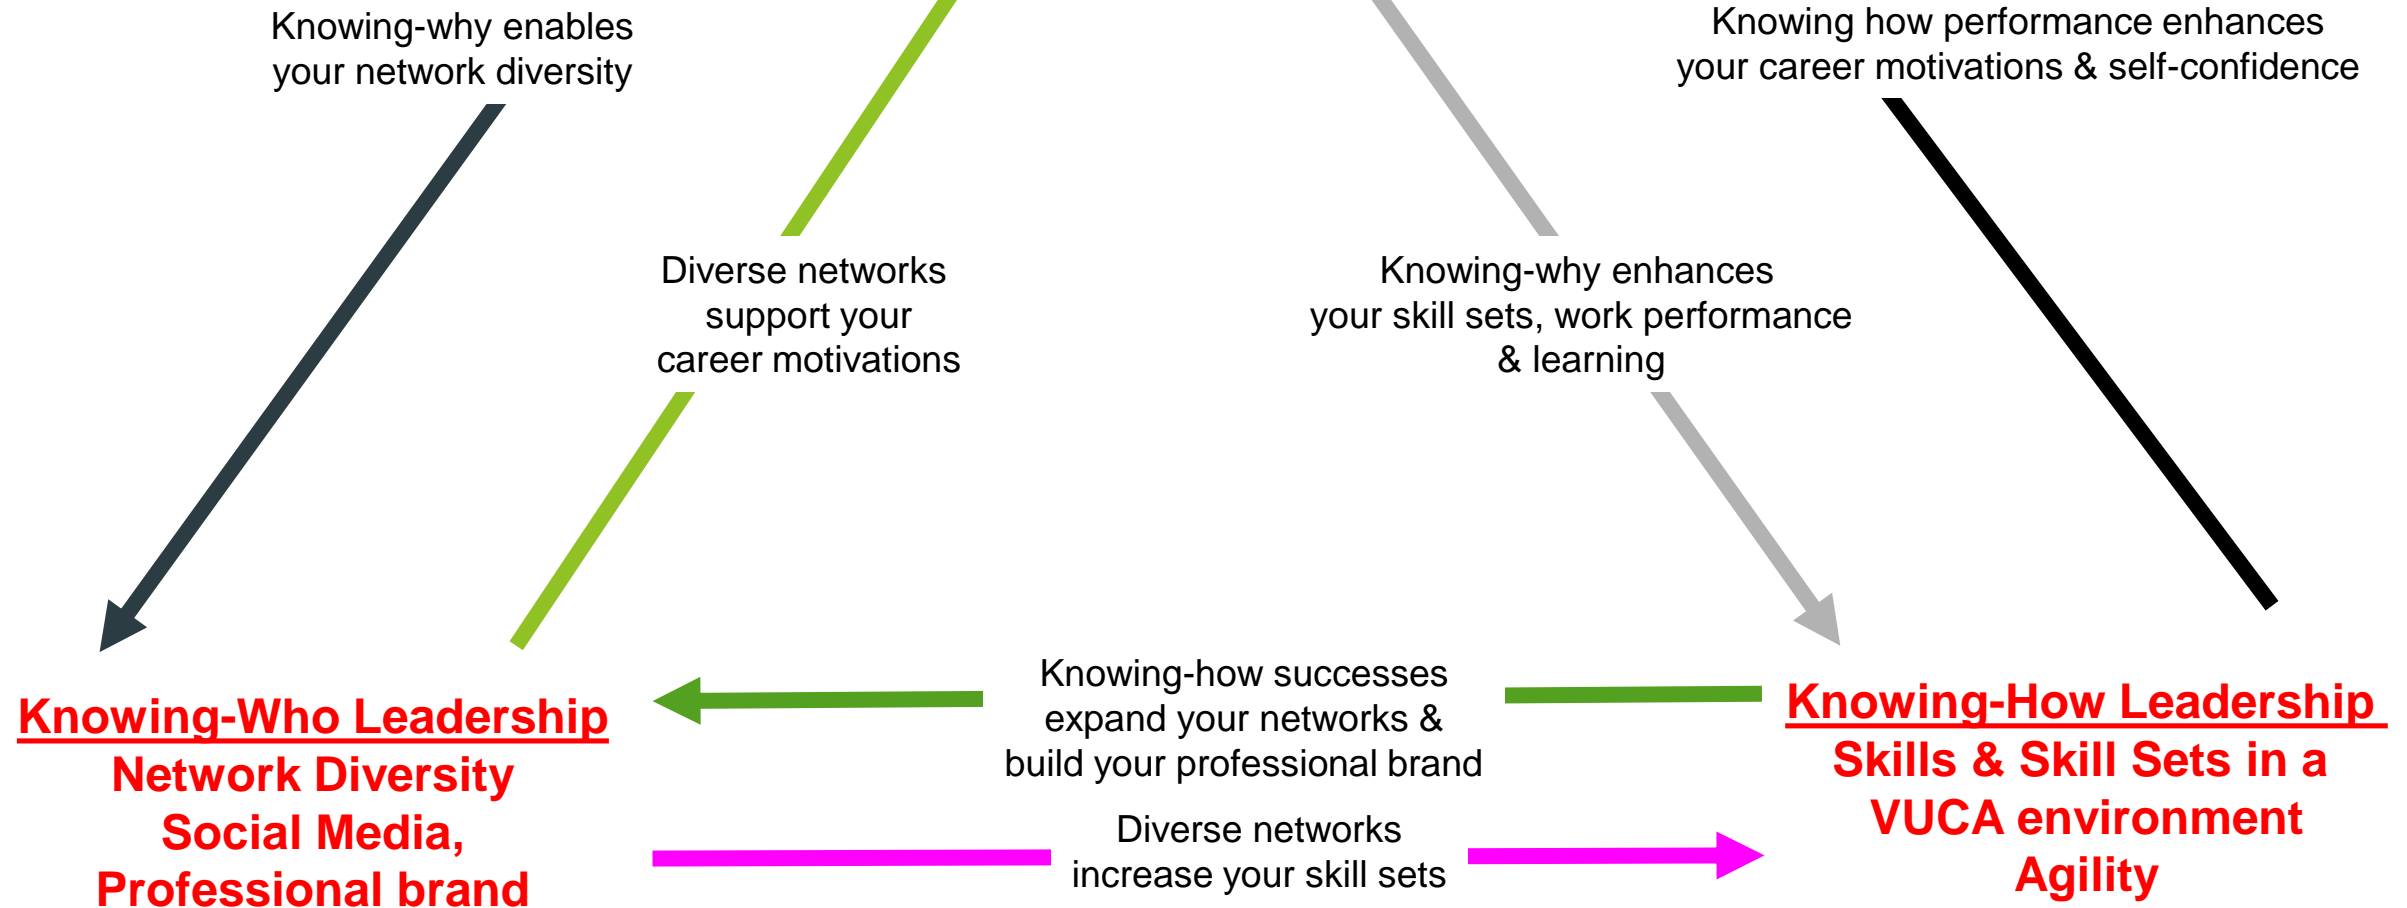 Knowing-why enables
your network diversity
Knowing how performance enhances
your career motivations & self-confidence
Diverse networks
support your
career motivations
Knowing-why enhances
your skill sets, work performance
& learning
Knowing-Who Leadership
Network Diversity
Social Media,
Professional brand
Knowing-how successes
expand your networks &
build your professional brand
Diverse networks
increase your skill sets
Knowing-How Leadership
Skills & Skill Sets in a
VUCA environment
Agility